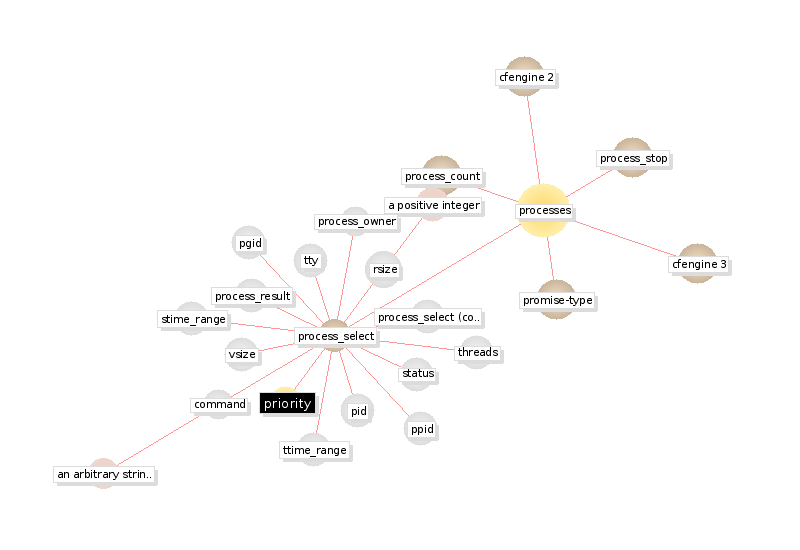 cfengine 2
process_stop
process_count
a positive integer
processes
process_owner
pgid
tty
rsize
cfengine 3
process_result
promise-type
stime_range
process_select (co..
process_select
vsize
threads
status
command
priority
pid
ppid
ttime_range
an arbitrary strin..